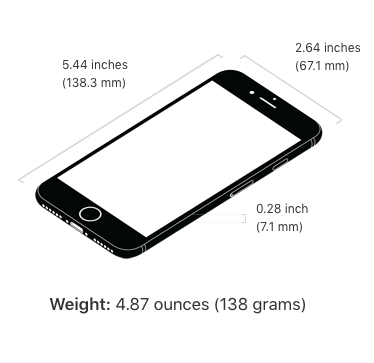 5.44 inches
(138.3 mm)
2.64 inches
(67.1 mm)
0.28 inch
(7.1 mm)
Weight: 4.87 ounces (138 grams)